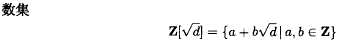 数集
Z[√d] = {a + b√d | a, b ∈ Z}